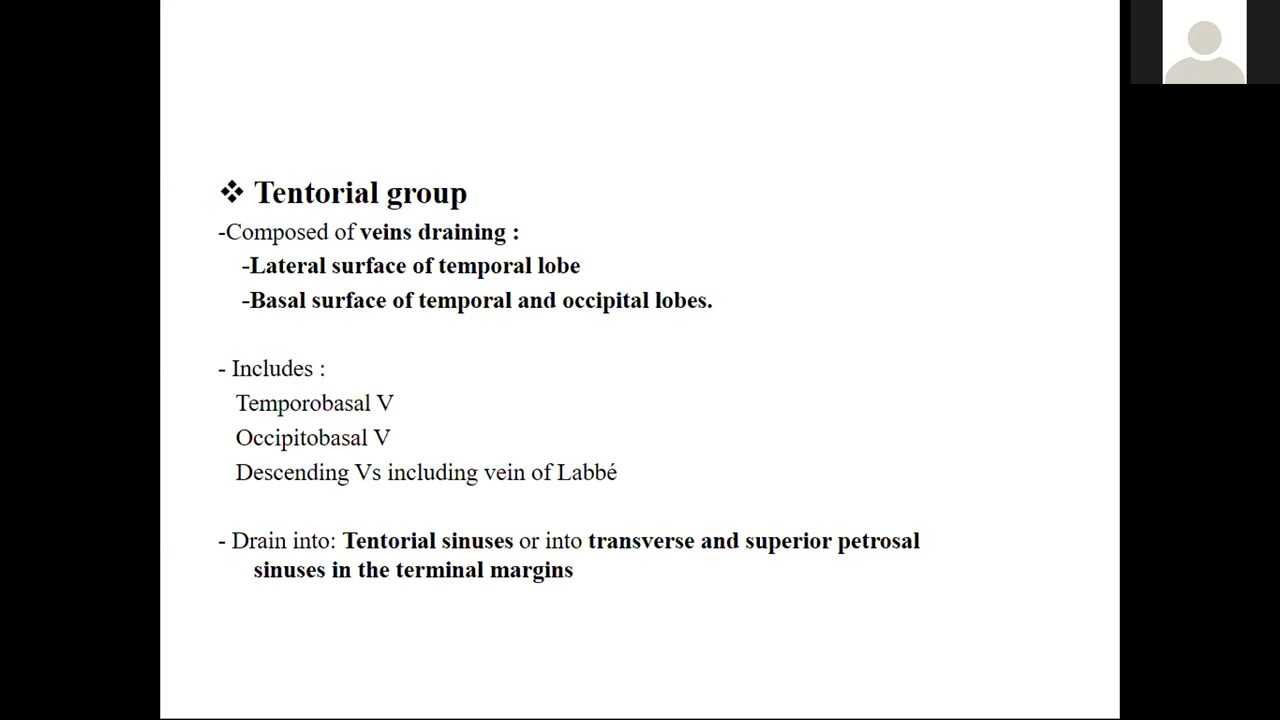 ❖ Tentorial group
-Composed of veins draining :
-Lateral surface of temporal lobe
-Basal surface of temporal and occipital lobes.
- Includes :
Temporobasal V
Occipitobasal V
Descending Vs including vein of Labbé
- Drain into: Tentorial sinuses or into transverse and superior petrosal
sinuses in the terminal margins